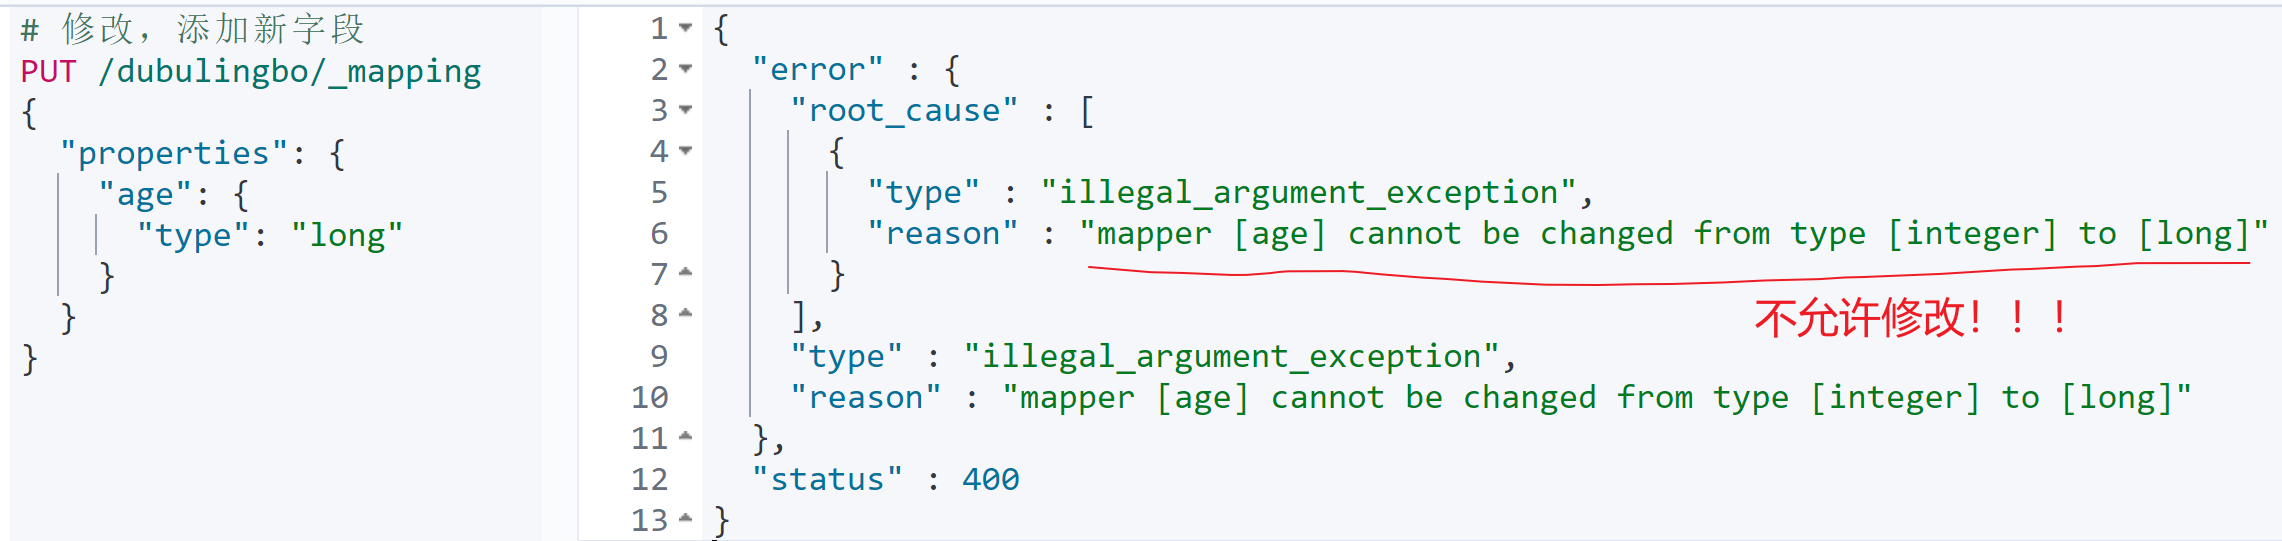 # 修改，添加新字段
PUT /dubulingbo/_mapping
{
  "properties": {
    "age": {
      "type": "long"
    }
  }
}
1 {
2   "error" : {
3     "root_cause" : [
4       {
5         "type" : "illegal_argument_exception",
6         "reason" : "mapper [age] cannot be changed from type [integer] to [long]"
7       }
不允许修改！！！
8     ],
9     "type" : "illegal_argument_exception",
10     "reason" : "mapper [age] cannot be changed from type [integer] to [long]"
11   },
12   "status" : 400
13 }